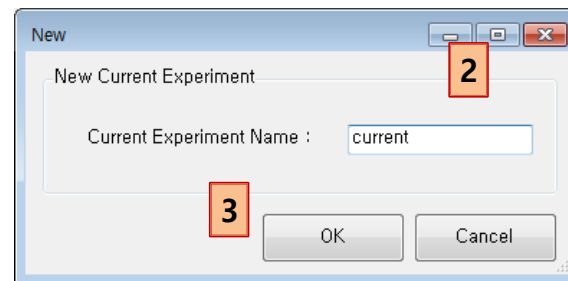 New
2
New Current Experiment
Current Experiment Name : current
3
OK Cancel